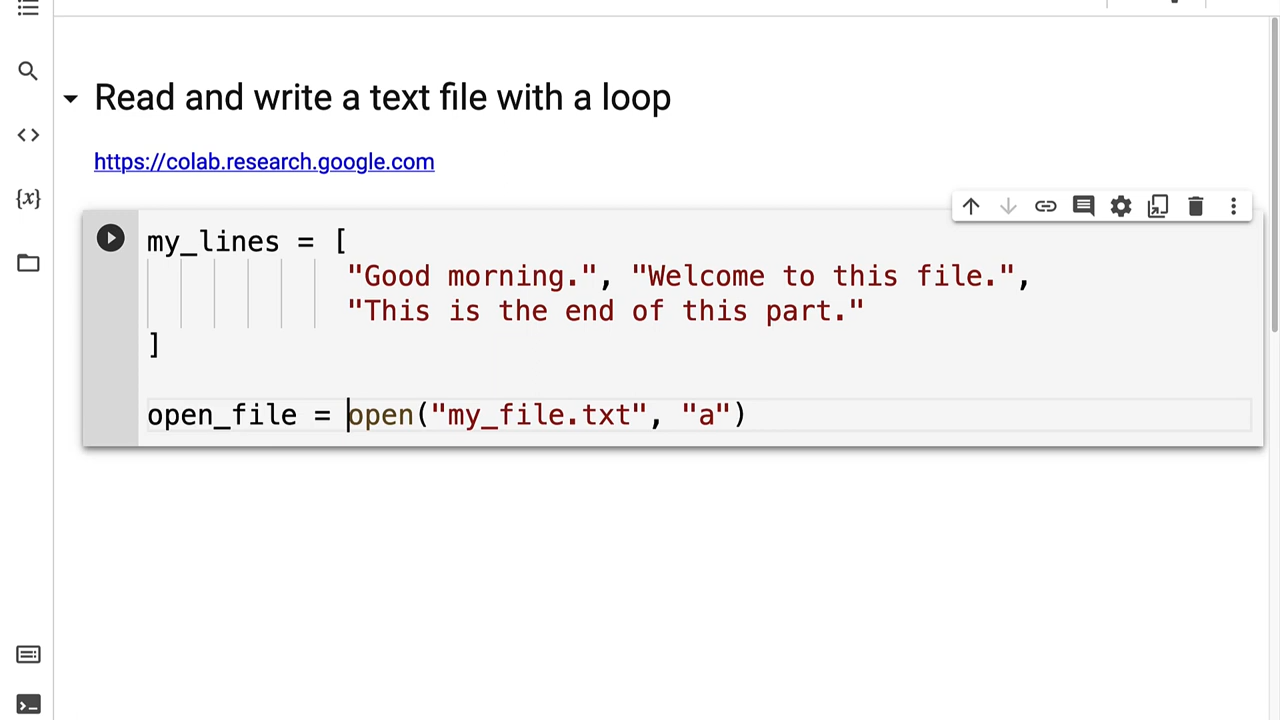 Read and write a text file with a loop
https://colab.research.google.com
{x}
my_lines = [
"Good morning.", "Welcome to this file.",
"This is the end of this part."
]
open_file = open("my_file.txt", "a")